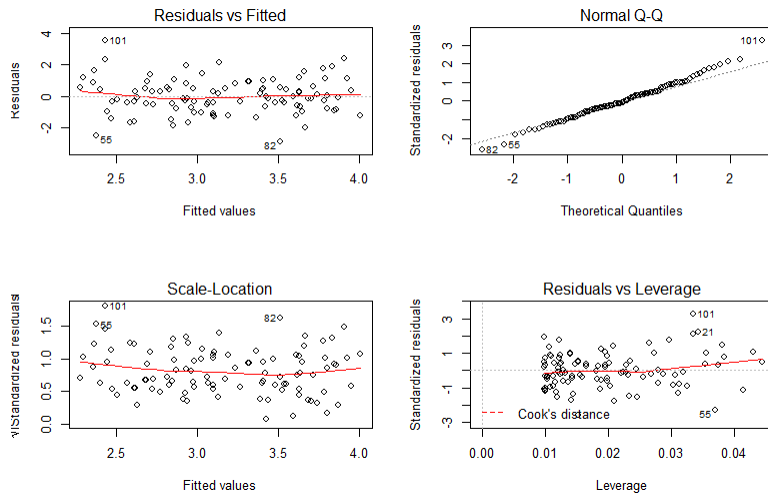 Residuals vs Fitted
Residuals
4
2
0
-2
101
55
82
2.5 3.0 3.5 4.0
Fitted values
Normal Q-Q
Standardized residuals
3
1
0
-2
101
82 55
-2 -1 0 1 2
Theoretical Quantiles
Scale-Location
√|Standardized residuals|
1.5
1.0
0.5
0.0
101
55
82
2.5 3.0 3.5 4.0
Fitted values
Residuals vs Leverage
Standardized residuals
3
1
-1
-3
101
21
55
Cook's distance
0.00 0.01 0.02 0.03 0.04
Leverage